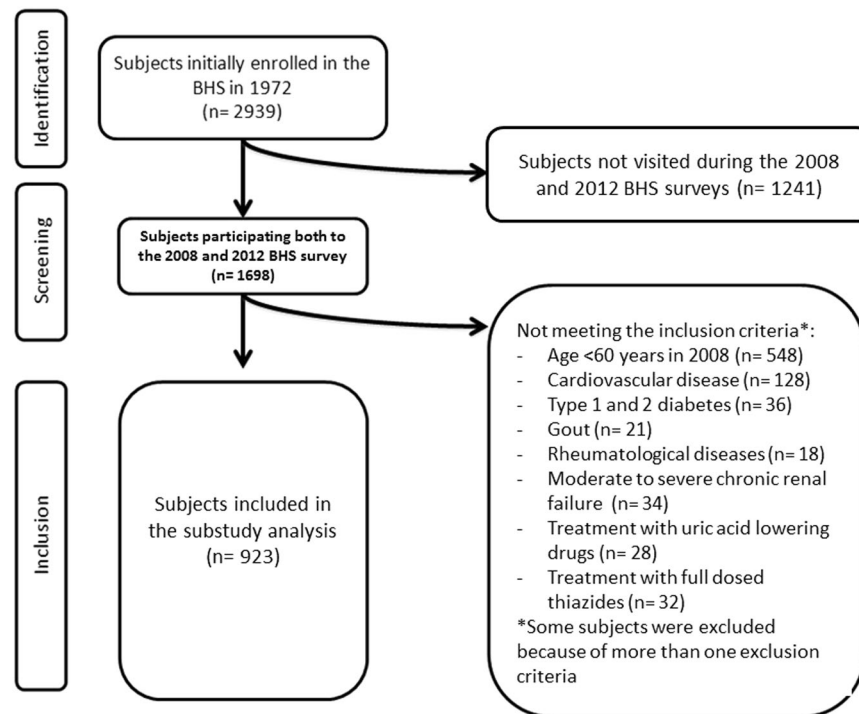 Identification
Subjects initially enrolled in the
BHS in 1972
(n= 2939)
Subjects not visited during the 2008
and 2012 BHS surveys (n= 1241)
Screening
Subjects participating both to
the 2008 and 2012 BHS survey
(n= 1698)
Not meeting the inclusion criteria*:
- Age <60 years in 2008 (n= 548)
- Cardiovascular disease (n= 128)
- Type 1 and 2 diabetes (n= 36)
- Gout (n= 21)
- Rheumatological diseases (n= 18)
- Moderate to severe chronic renal
failure (n= 34)
- Treatment with uric acid lowering
drugs (n= 28)
- Treatment with full dosed
thiazides (n= 32)
*Some subjects were excluded
because of more than one exclusion
criteria
Inclusion
Subjects included in
the substudy analysis
(n= 923)